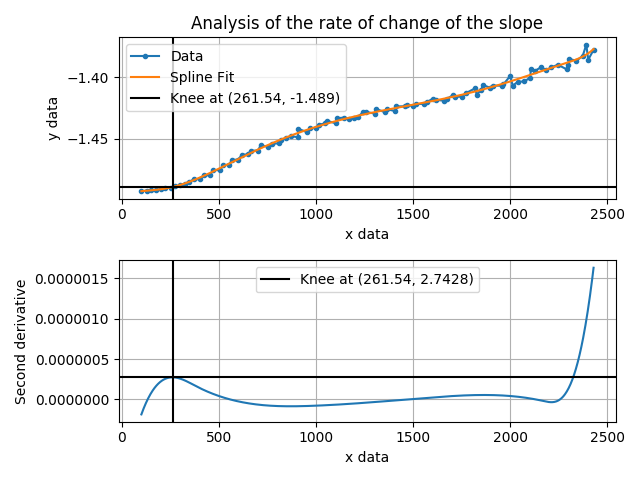 Analysis of the rate of change of the slope
Data
Spline Fit
Knee at (261.54, -1.489)
−1.40
−1.45
y data
0 500 1000 1500 2000 2500
x data
Knee at (261.54, 2.7428)
0.0000015
0.0000010
0.0000005
0.0000000
Second derivative
0 500 1000 1500 2000 2500
x data